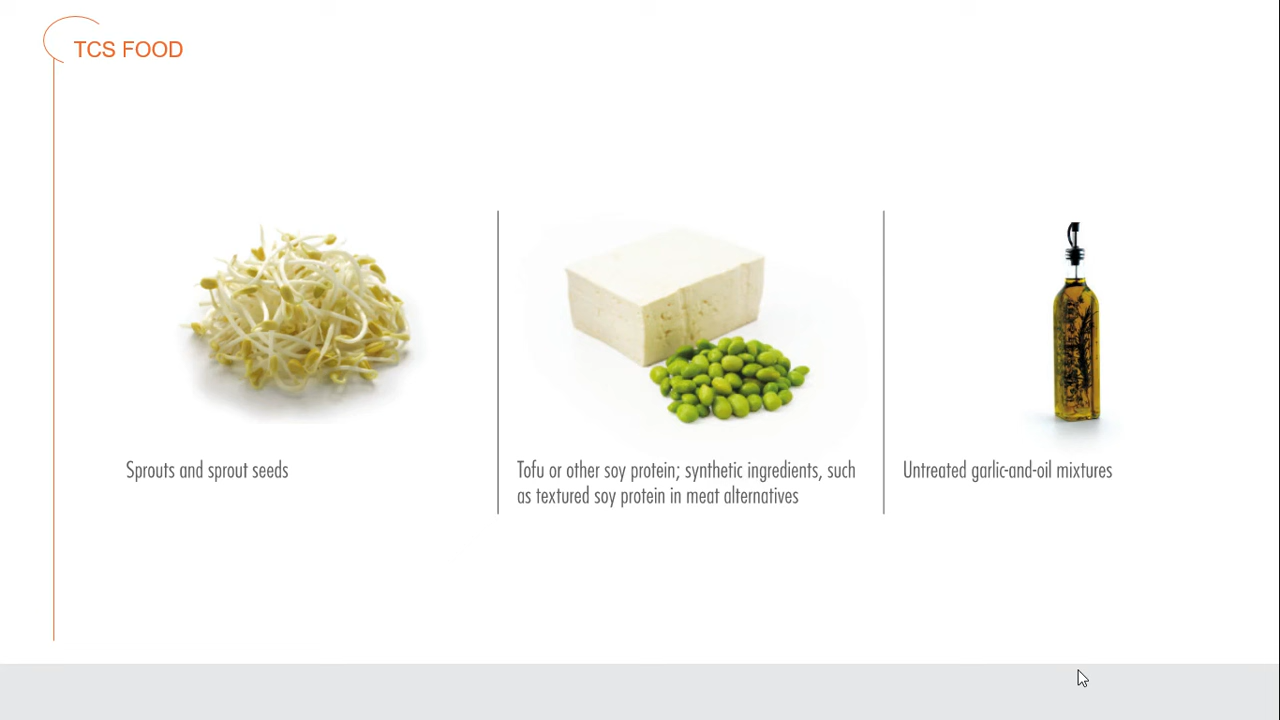 TCS FOOD
Sprouts and sprout seeds
Tofu or other soy protein; synthetic ingredients, such
as textured soy protein in meat alternatives
Untreated garlic-and-oil mixtures